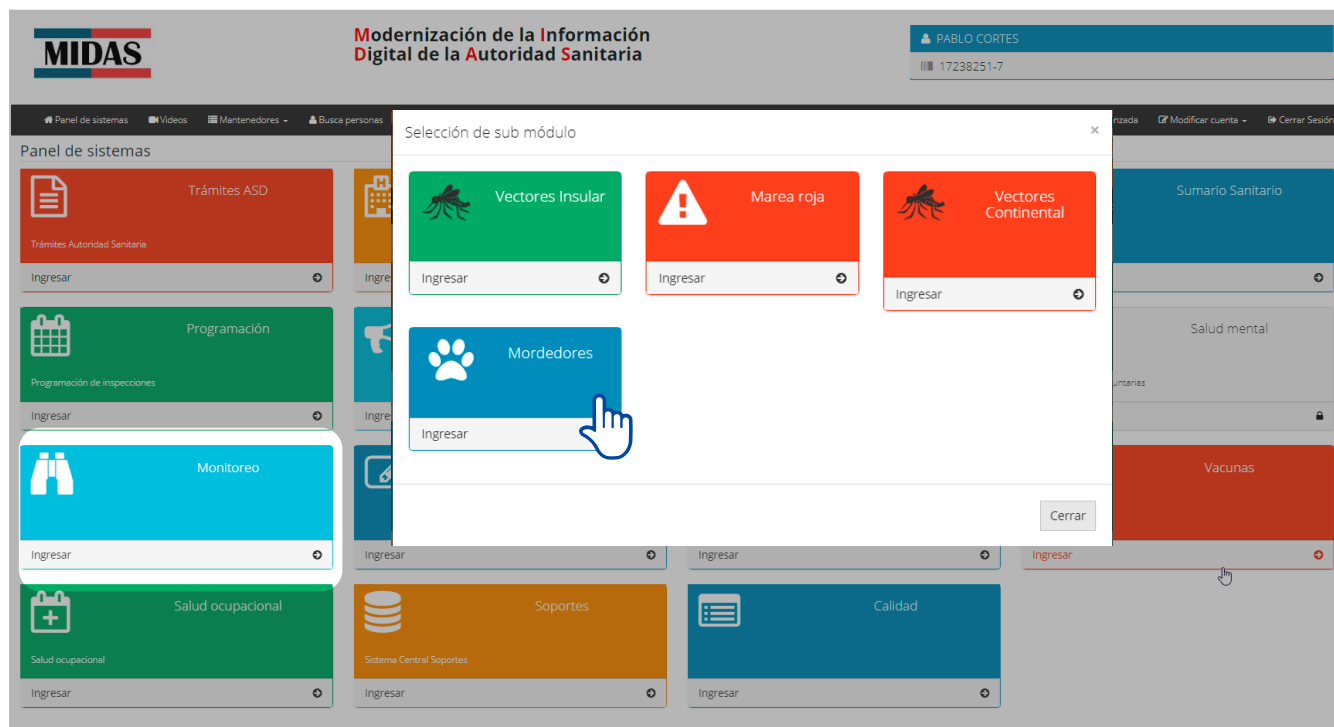 MIDAS
Modernización de la Información
Digital de la Autoridad Sanitaria
PABLO CORTES
17238251-7
Panel de sistemas
Videos
Mantenedores
Busca personas
Modificar cuenta
Cerrar Sesión
Panel de sistemas
Selección de sub módulo
×
Vectores Insular
Ingresar
Marea roja
Ingresar
Vectores
Continental
Ingresar
Mordedores
Ingresar
Cerrar
Trámites ASD
Trámites Autoridad Sanitaria
Ingresar
Sumario Sanitario
Programación
Programación de inspecciones
Ingresar
Salud mental
Monitoreo
Ingresar
Ingresar
Ingresar
Vacunas
Ingresar
Salud ocupacional
Salud ocupacional
Ingresar
Soportes
Sistema Central Soportes
Ingresar
Calidad
Ingresar